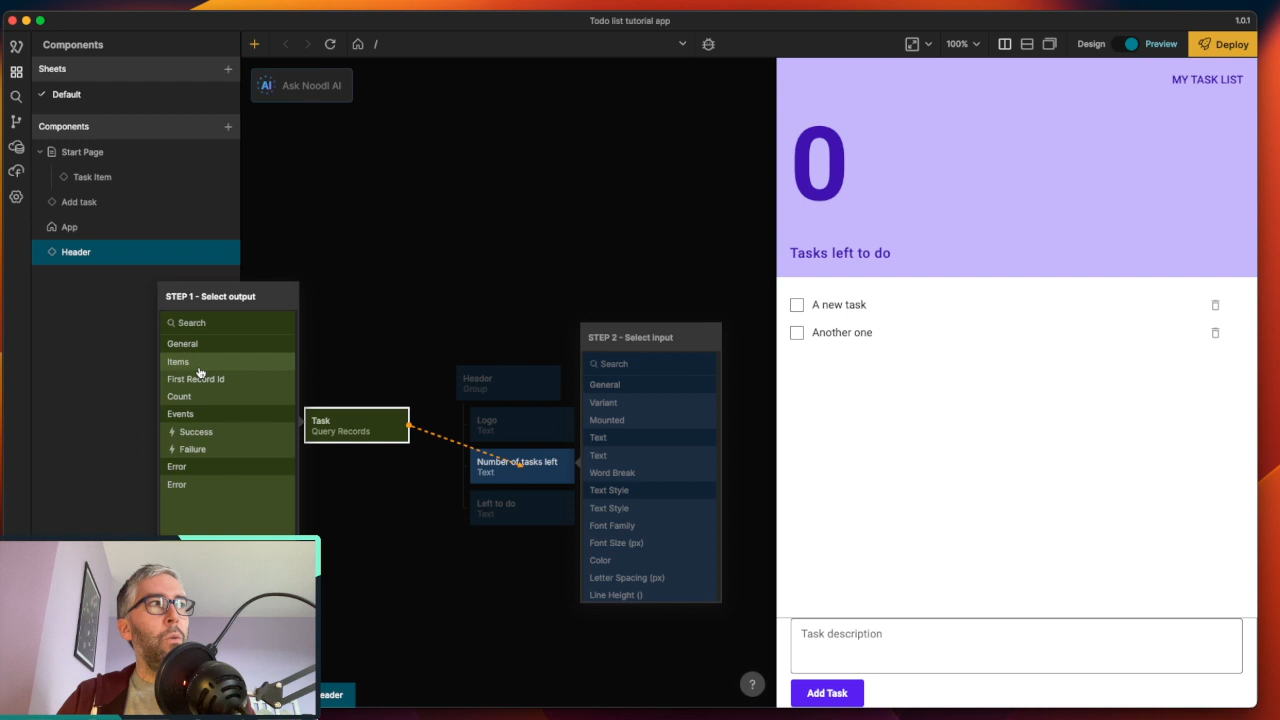 Todo list tutorial app
1.0.1
Components
/
100%
Design
Preview
Deploy
Sheets
Default
Components
Start Page
Task Item
Add task
App
Header
AI Ask Noodl AI
STEP 1 - Select output
Search
General
Items
First Record Id
Count
Events
Success
Failure
Error
Error
Task
Query Records
Header
Group
Logo
Text
Number of tasks left
Text
Left to do
Text
STEP 2 - Select input
Search
General
Variant
Mounted
Text
Text
Word Break
Text Style
Text Style
Font Family
Font Size (px)
Color
Letter Spacing (px)
Line Height ()
eader
?
MY TASK LIST
0
Tasks left to do
A new task
Another one
Task description
Add Task